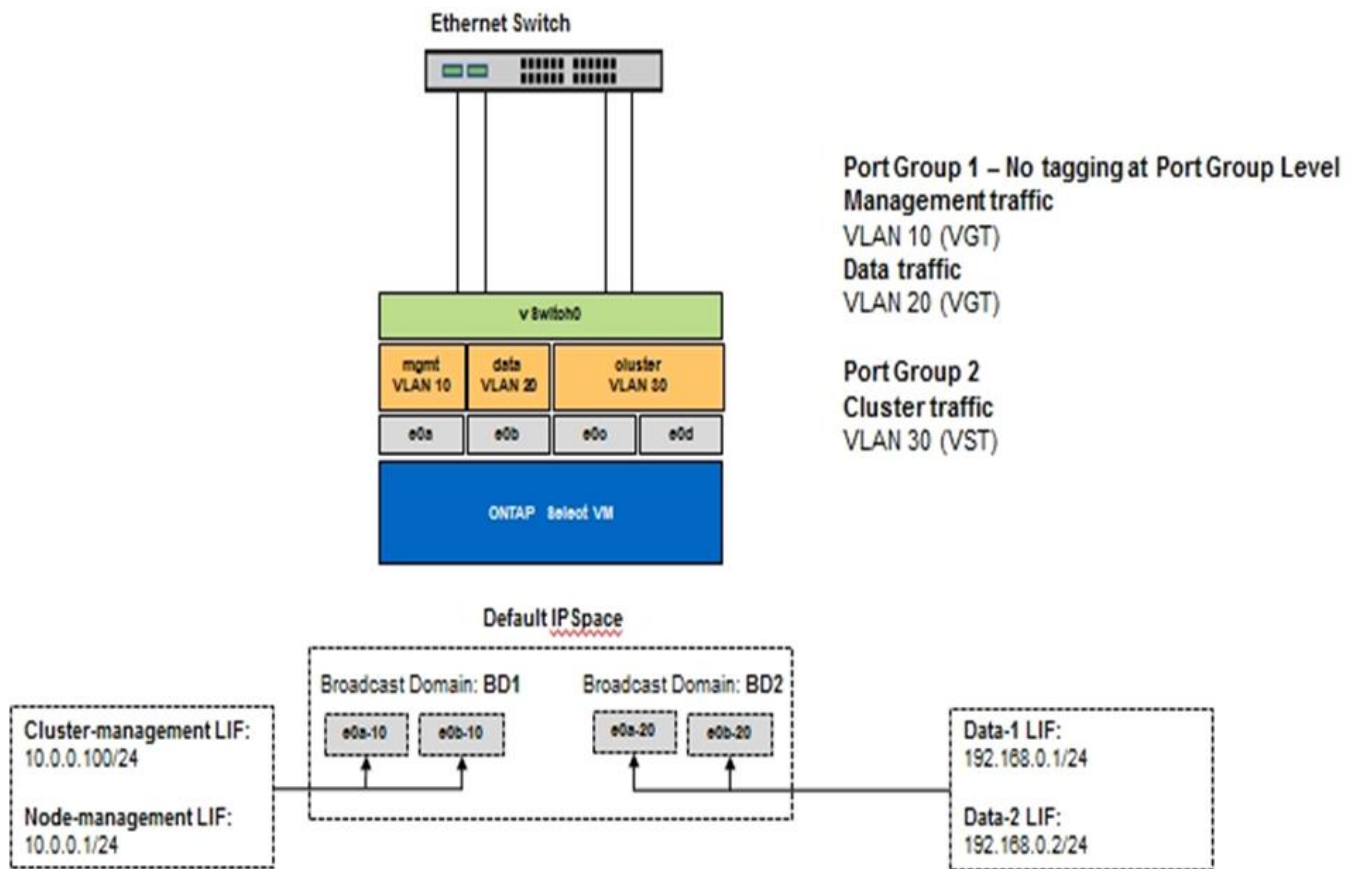 Ethernet Switch
Port Group 1 – No tagging at Port Group Level
Management traffic
VLAN 10 (VGT)
Data traffic
VLAN 20 (VGT)
Port Group 2
Cluster traffic
VLAN 30 (VST)
vSwitch0
mgmt
VLAN 10
data
VLAN 20
cluster
VLAN 30
e0a
e0b
e0c
e0d
ONTAP Select VM
Default IPSpace
Broadcast Domain: BD1
Broadcast Domain: BD2
e0a-10
e0b-10
e0a-20
e0b-20
Cluster-management LIF:
10.0.0.100/24
Node-management LIF:
10.0.0.1/24
Data-1 LIF:
192.168.0.1/24
Data-2 LIF:
192.168.0.2/24